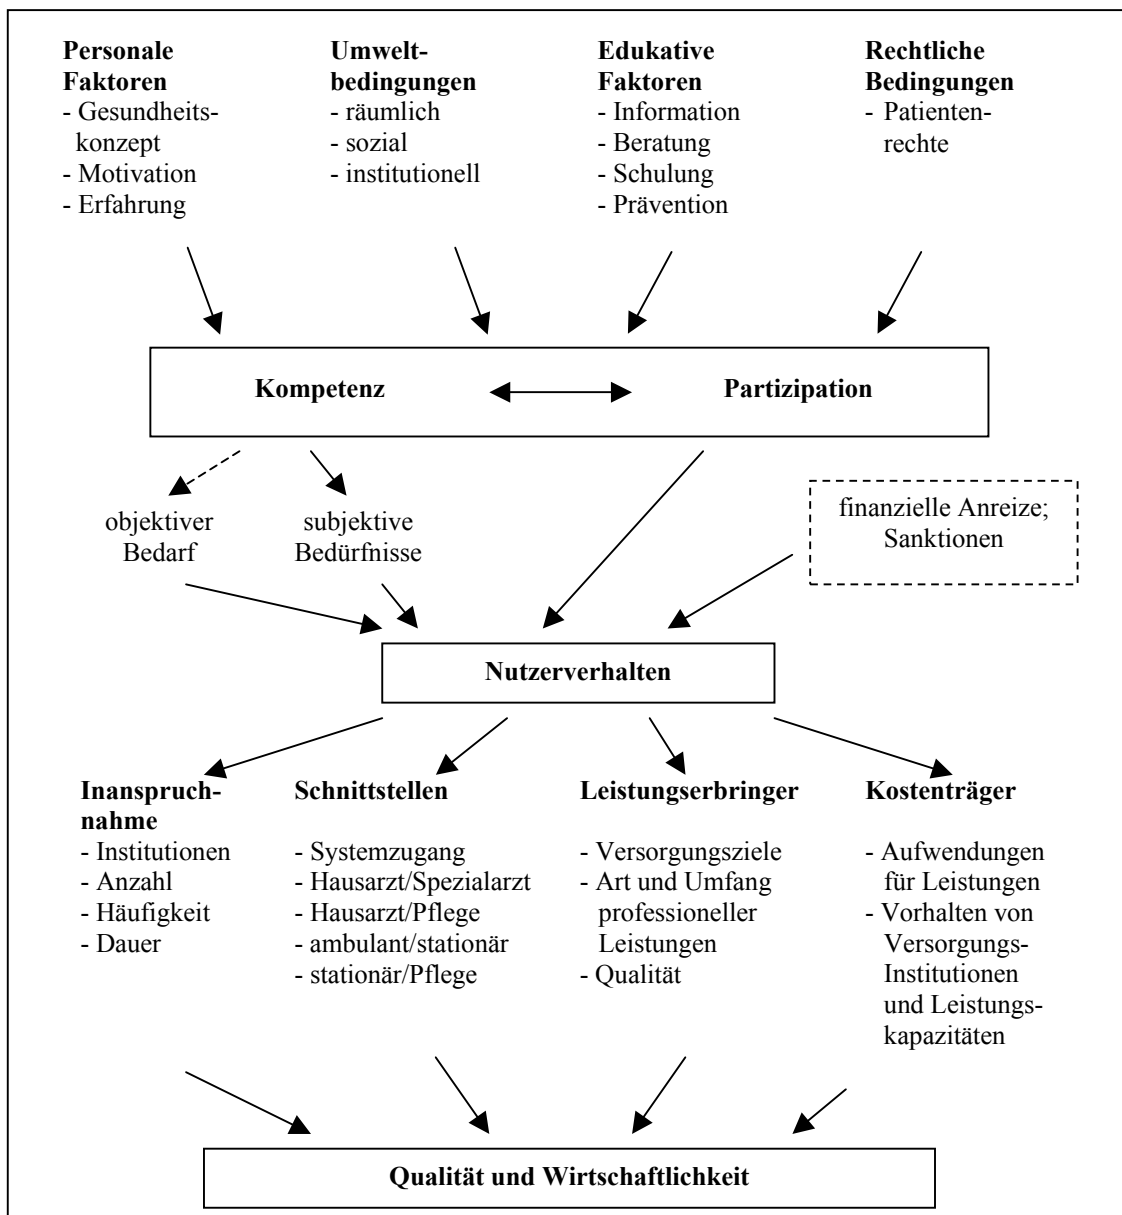 Personale
Faktoren
- Gesundheits-
konzept
- Motivation
- Erfahrung
Umwelt-
bedingungen
- räumlich
- sozial
- institutionell
Edukative
Faktoren
- Information
- Beratung
- Schulung
- Prävention
Rechtliche
Bedingungen
- Patienten-
rechte
Kompetenz
Partizipation
objektiver
Bedarf
subjektive
Bedürfnisse
finanzielle Anreize;
Sanktionen
Nutzerverhalten
Inanspruch-
nahme
- Institutionen
- Anzahl
- Häufigkeit
- Dauer
Schnittstellen
- Systemzugang
- Hausarzt/Spezialarzt
- Hausarzt/Pflege
- ambulant/stationär
- stationär/Pflege
Leistungserbringer
- Versorgungsziele
- Art und Umfang
professioneller
Leistungen
- Qualität
Kostenträger
- Aufwendungen
für Leistungen
- Vorhalten von
Versorgungs-
Institutionen
und Leistungs-
kapazitäten
Qualität und Wirtschaftlichkeit